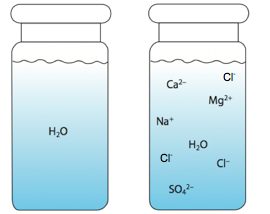 H₂O
Ca²⁻
Cl⁻
Mg²⁺
Na⁺
H₂O
Cl⁻
Cl⁻
SO₄²⁻